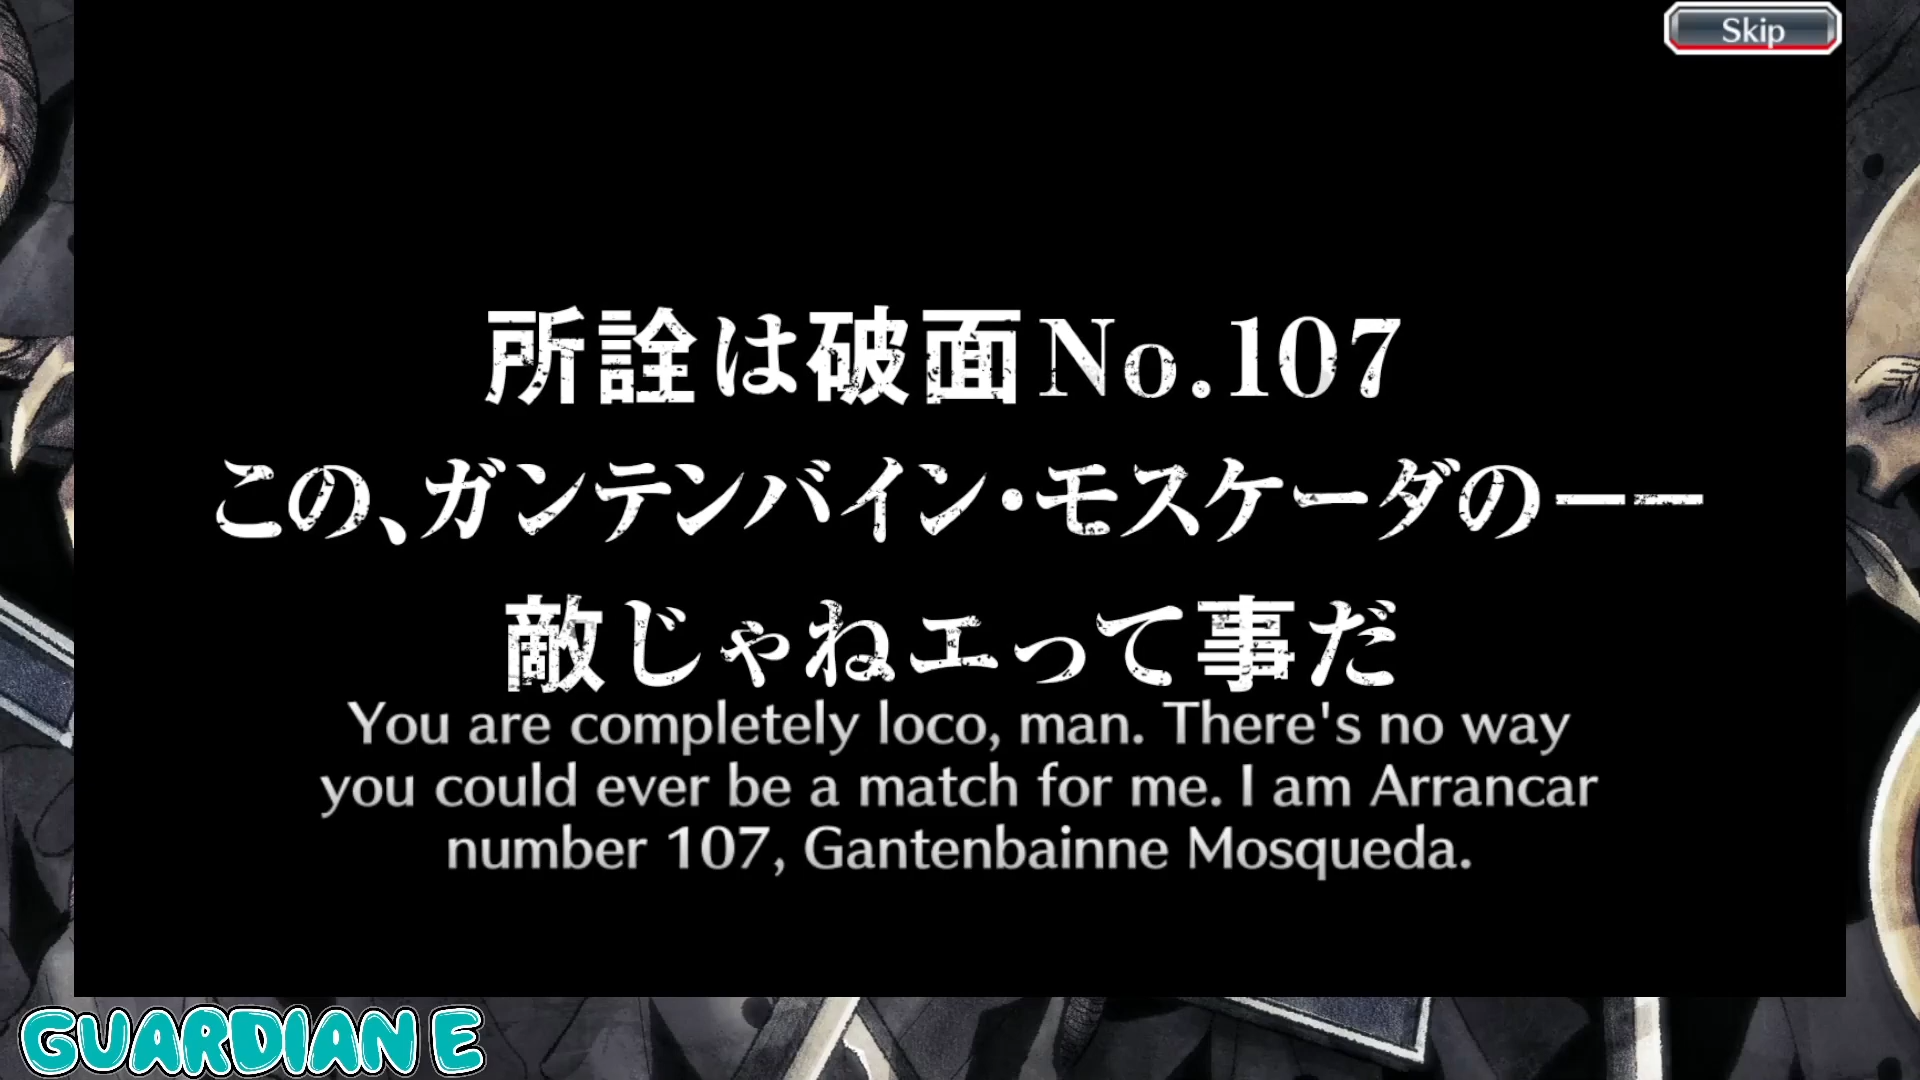 Skip
所詮は破面No.107
この、ガンテンバイン・モスケーダのーー
敵じゃねエって事だ
You are completely loco, man. There's no way
you could ever be a match for me. I am Arrancar
number 107, Gantenbainne Mosqueda.
GUARDIAN E